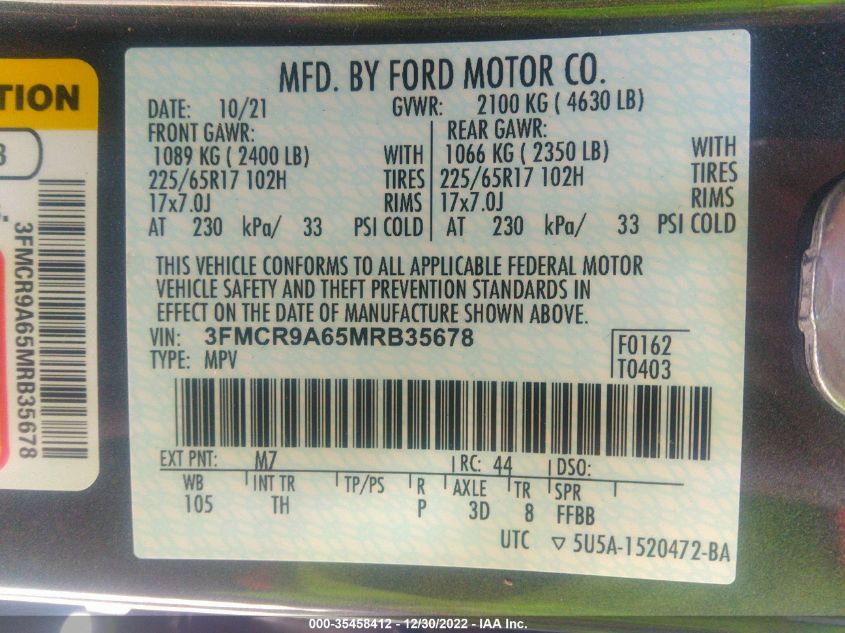 TION
3
3FMCR9A65MRB35678
MFD. BY FORD MOTOR CO.
DATE: 10/21 GVWR: 2100 KG ( 4630 LB)
FRONT GAWR: REAR GAWR:
1089 KG ( 2400 LB) WITH 1066 KG ( 2350 LB) WITH
225/65R17 102H TIRES 225/65R17 102H TIRES
17x7.0J RIMS 17x7.0J RIMS
AT 230 kPa/ 33 PSI COLD AT 230 kPa/ 33 PSI COLD
THIS VEHICLE CONFORMS TO ALL APPLICABLE FEDERAL MOTOR
VEHICLE SAFETY AND THEFT PREVENTION STANDARDS IN
EFFECT ON THE DATE OF MANUFACTURE SHOWN ABOVE.
VIN: 3FMCR9A65MRB35678
TYPE: MPV
F0162
T0403
EXT PNT: M7 RC: 44 DSO:
WB INT TR TP/PS R AXLE TR SPR
105 TH P 3D 8 FFBB
UTC ▽ 5U5A-1520472-BA
000-35458412 - 12/30/2022 - IAA Inc.